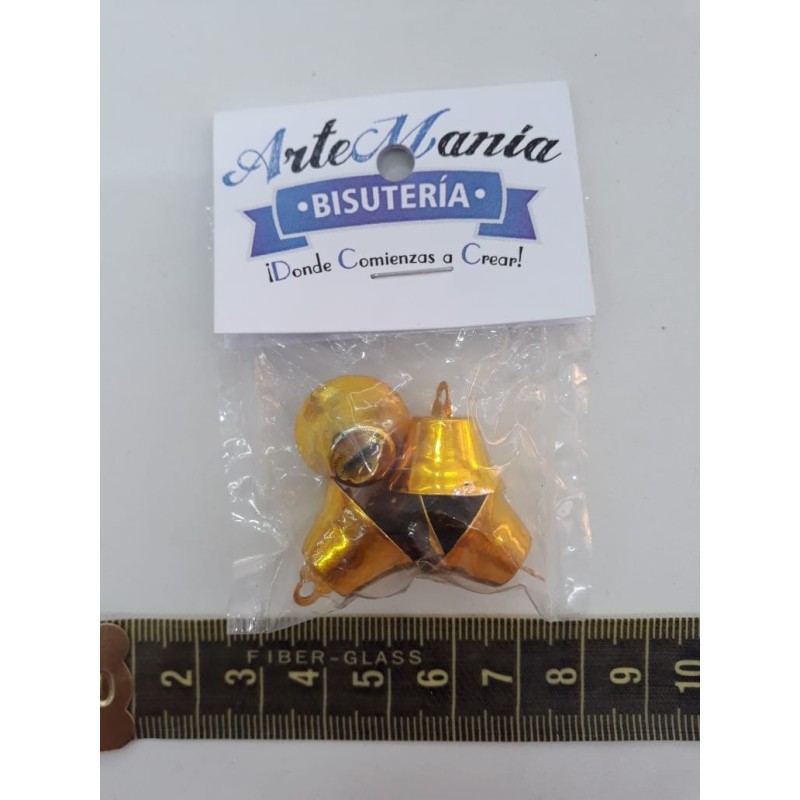 ArteManía
•BISUTERÍA•
¡Donde Comienzas a Crear!
FIBER-GLASS
2 3 4 5 6 7 8 9 10